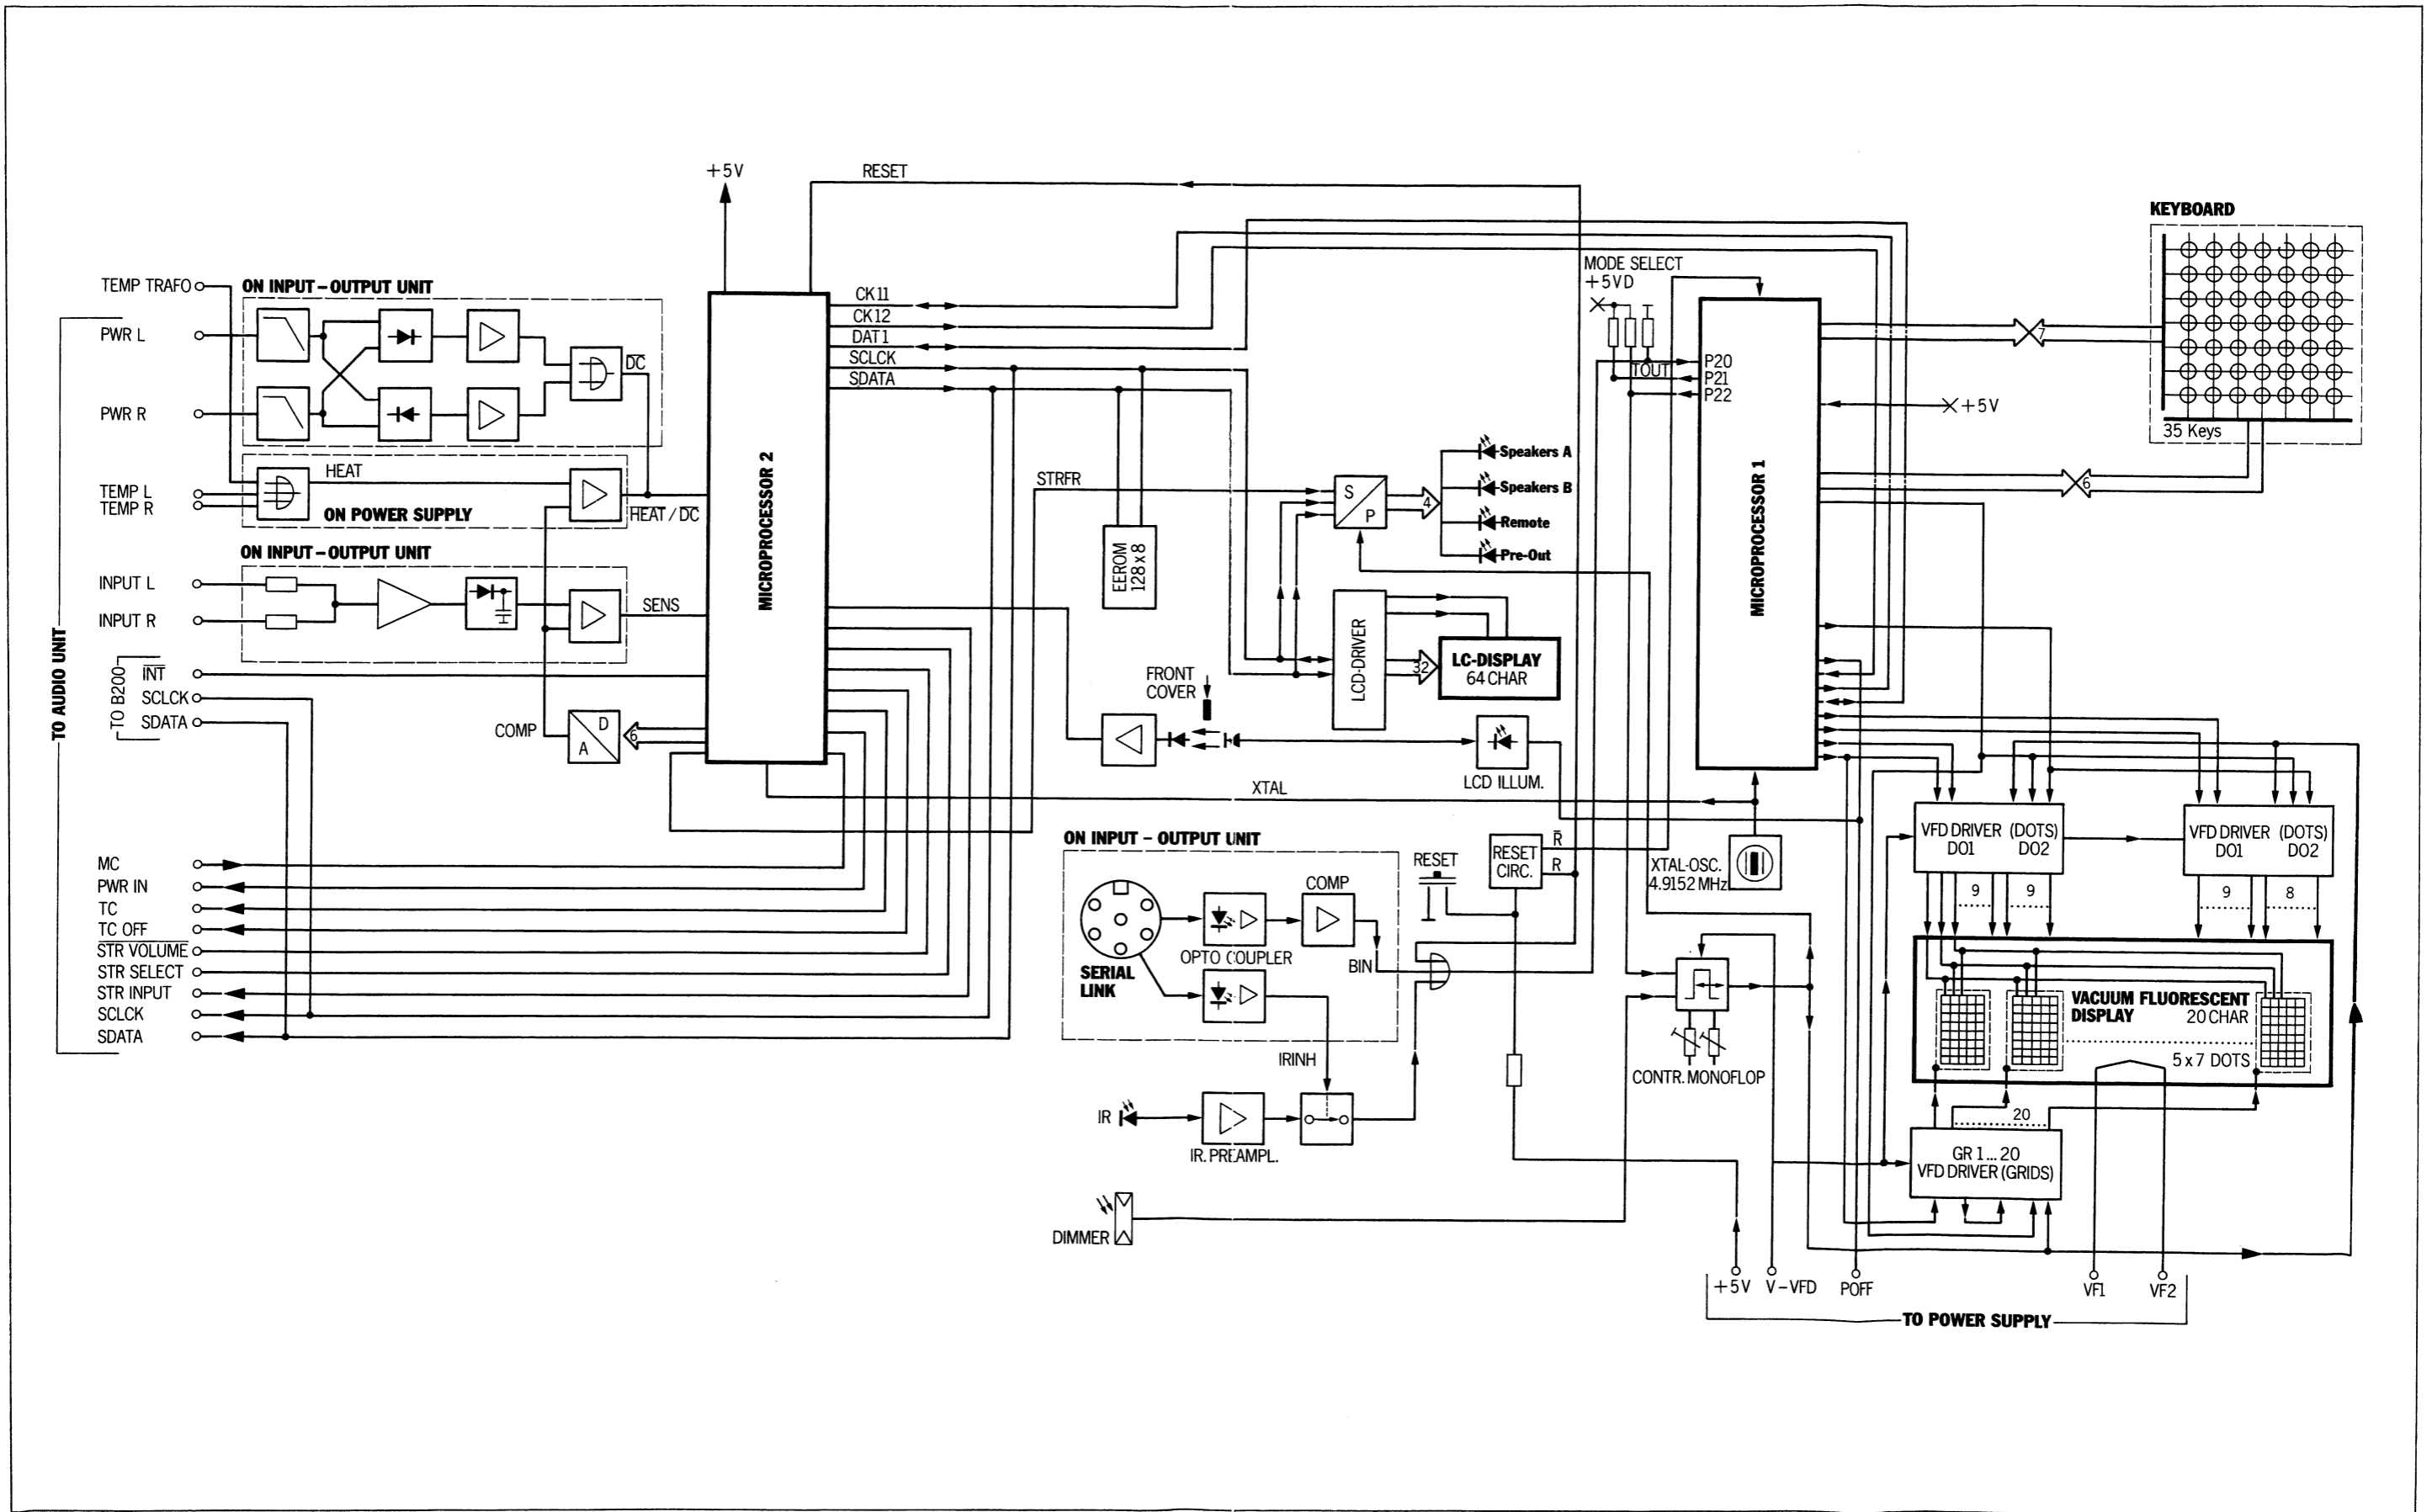 +5V
RESET
KEYBOARD
35 Keys
7
6
+5V
MODE SELECT
+5VD
P20
TOUT
P21
P22
MICROPROCESSOR 1
TEMP TRAFO
ON INPUT-OUTPUT UNIT
PWR L
PWR R
DC
TEMP L
TEMP R
HEAT
ON POWER SUPPLY
HEAT/DC
ON INPUT-OUTPUT UNIT
INPUT L
INPUT R
SENS
TO AUDIO UNIT
TO B200
INT
SCLCK
SDATA
COMP
D
A
6
MICROPROCESSOR 2
CK11
CK12
DAT1
SCLCK
SDATA
STRFR
EEROM
128x8
S
P
4
Speakers A
Speakers B
Remote
Pre-Out
LCD-DRIVER
32
LC-DISPLAY
64 CHAR
FRONT
COVER
LCD ILLUM.
XTAL
MC
PWR IN
TC
TC OFF
STR VOLUME
STR SELECT
STR INPUT
SCLCK
SDATA
ON INPUT - OUTPUT UNIT
SERIAL
LINK
OPTO COUPLER
COMP
BIN
IRINH
IR
IR. PREAMPL.
DIMMER
RESET
RESET
CIRC.
R
R
XTAL-OSC.
4.9152 MHz
CONTR. MONOFLOP
VFD DRIVER (DOTS)
DO1 DO2
VFD DRIVER (DOTS)
DO1 DO2
9
9
9
8
VACUUM FLUORESCENT
DISPLAY 20 CHAR
5x7 DOTS
20
GR 1...20
VFD DRIVER (GRIDS)
+5V
V-VFD
POFF
VF1
VF2
TO POWER SUPPLY